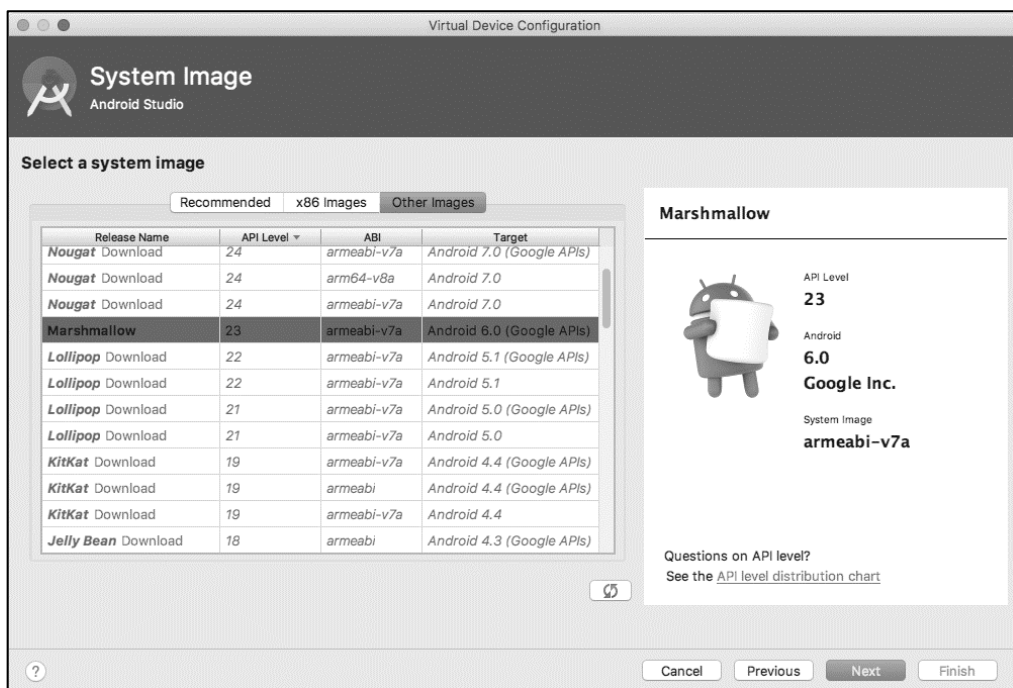 Virtual Device Configuration
System Image
Android Studio
Select a system image
Recommended x86 Images Other Images
Release Name API Level ABI Target
Nougat Download 24 armeabi-v7a Android 7.0 (Google APIs)
Nougat Download 24 arm64-v8a Android 7.0
Nougat Download 24 armeabi-v7a Android 7.0
Marshmallow 23 armeabi-v7a Android 6.0 (Google APIs)
Lollipop Download 22 armeabi-v7a Android 5.1 (Google APIs)
Lollipop Download 22 armeabi-v7a Android 5.1
Lollipop Download 21 armeabi-v7a Android 5.0 (Google APIs)
Lollipop Download 21 armeabi-v7a Android 5.0
KitKat Download 19 armeabi-v7a Android 4.4 (Google APIs)
KitKat Download 19 armeabi Android 4.4 (Google APIs)
KitKat Download 19 armeabi-v7a Android 4.4
Jelly Bean Download 18 armeabi Android 4.3 (Google APIs)
Marshmallow
API Level
23
Android
6.0
Google Inc.
System Image
armeabi-v7a
Questions on API level?
See the API level distribution chart
? Cancel Previous Next Finish